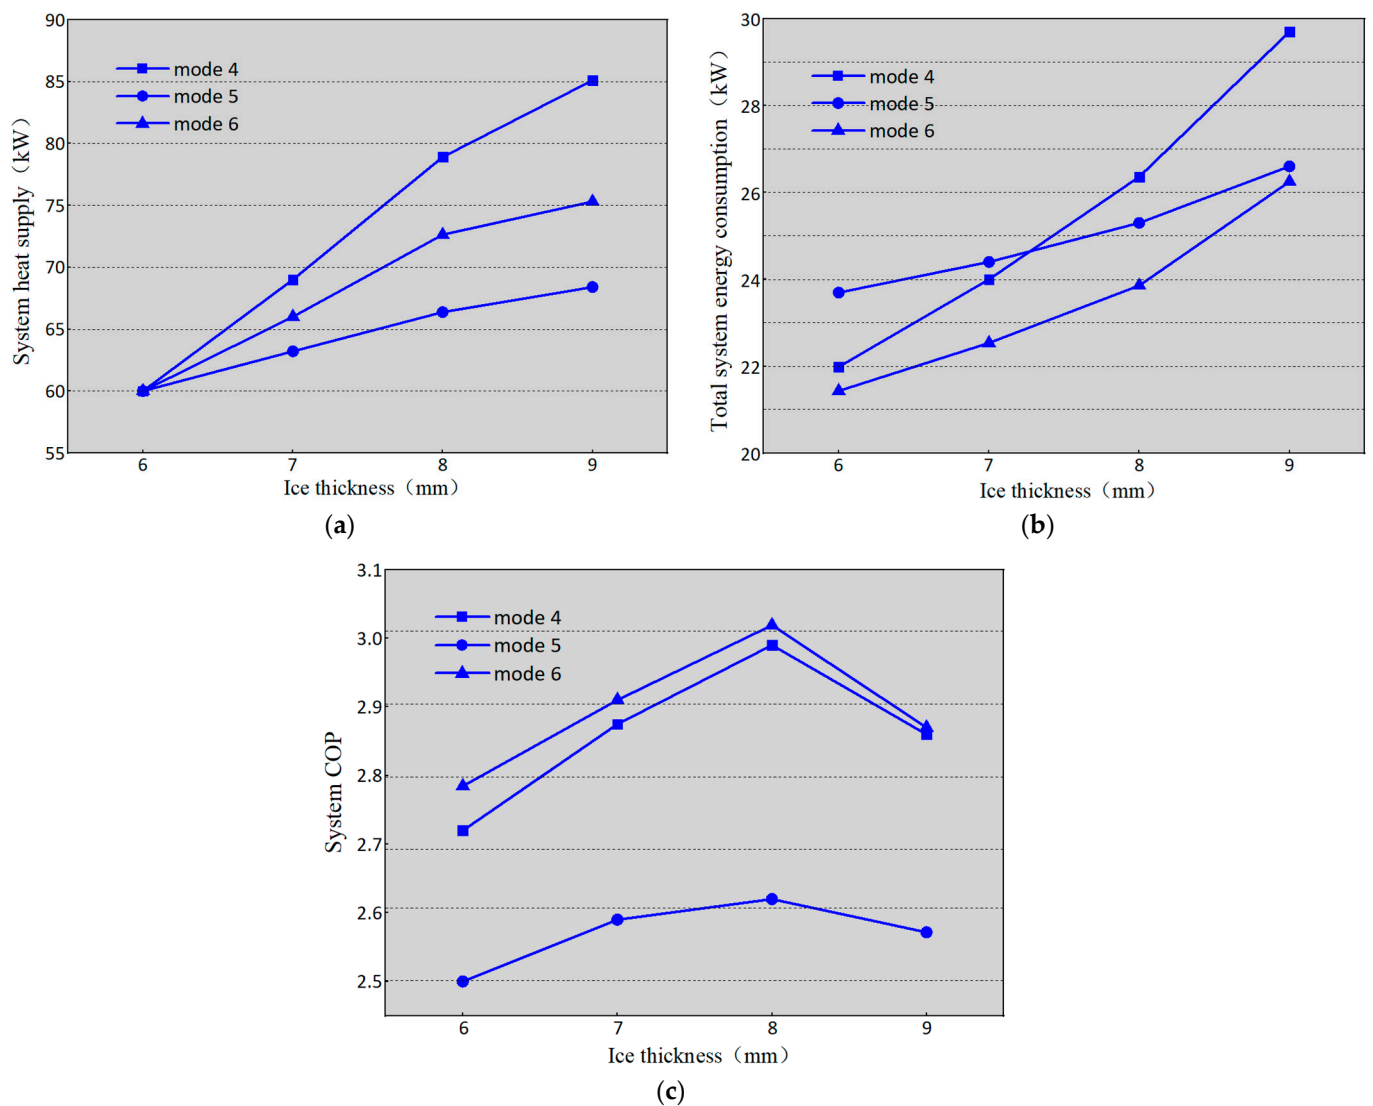 90
85
80
75
70
65
60
55
System heat supply（kW）
mode 4
mode 5
mode 6
6 7 8 9
Ice thickness（mm）
(a)
30
28
26
24
22
20
Total system energy consumption（kW）
mode 4
mode 5
mode 6
6 7 8 9
Ice thickness（mm）
(b)
3.1
3.0
2.9
2.8
2.7
2.6
2.5
System COP
mode 4
mode 5
mode 6
6 7 8 9
Ice thickness（mm）
(c)